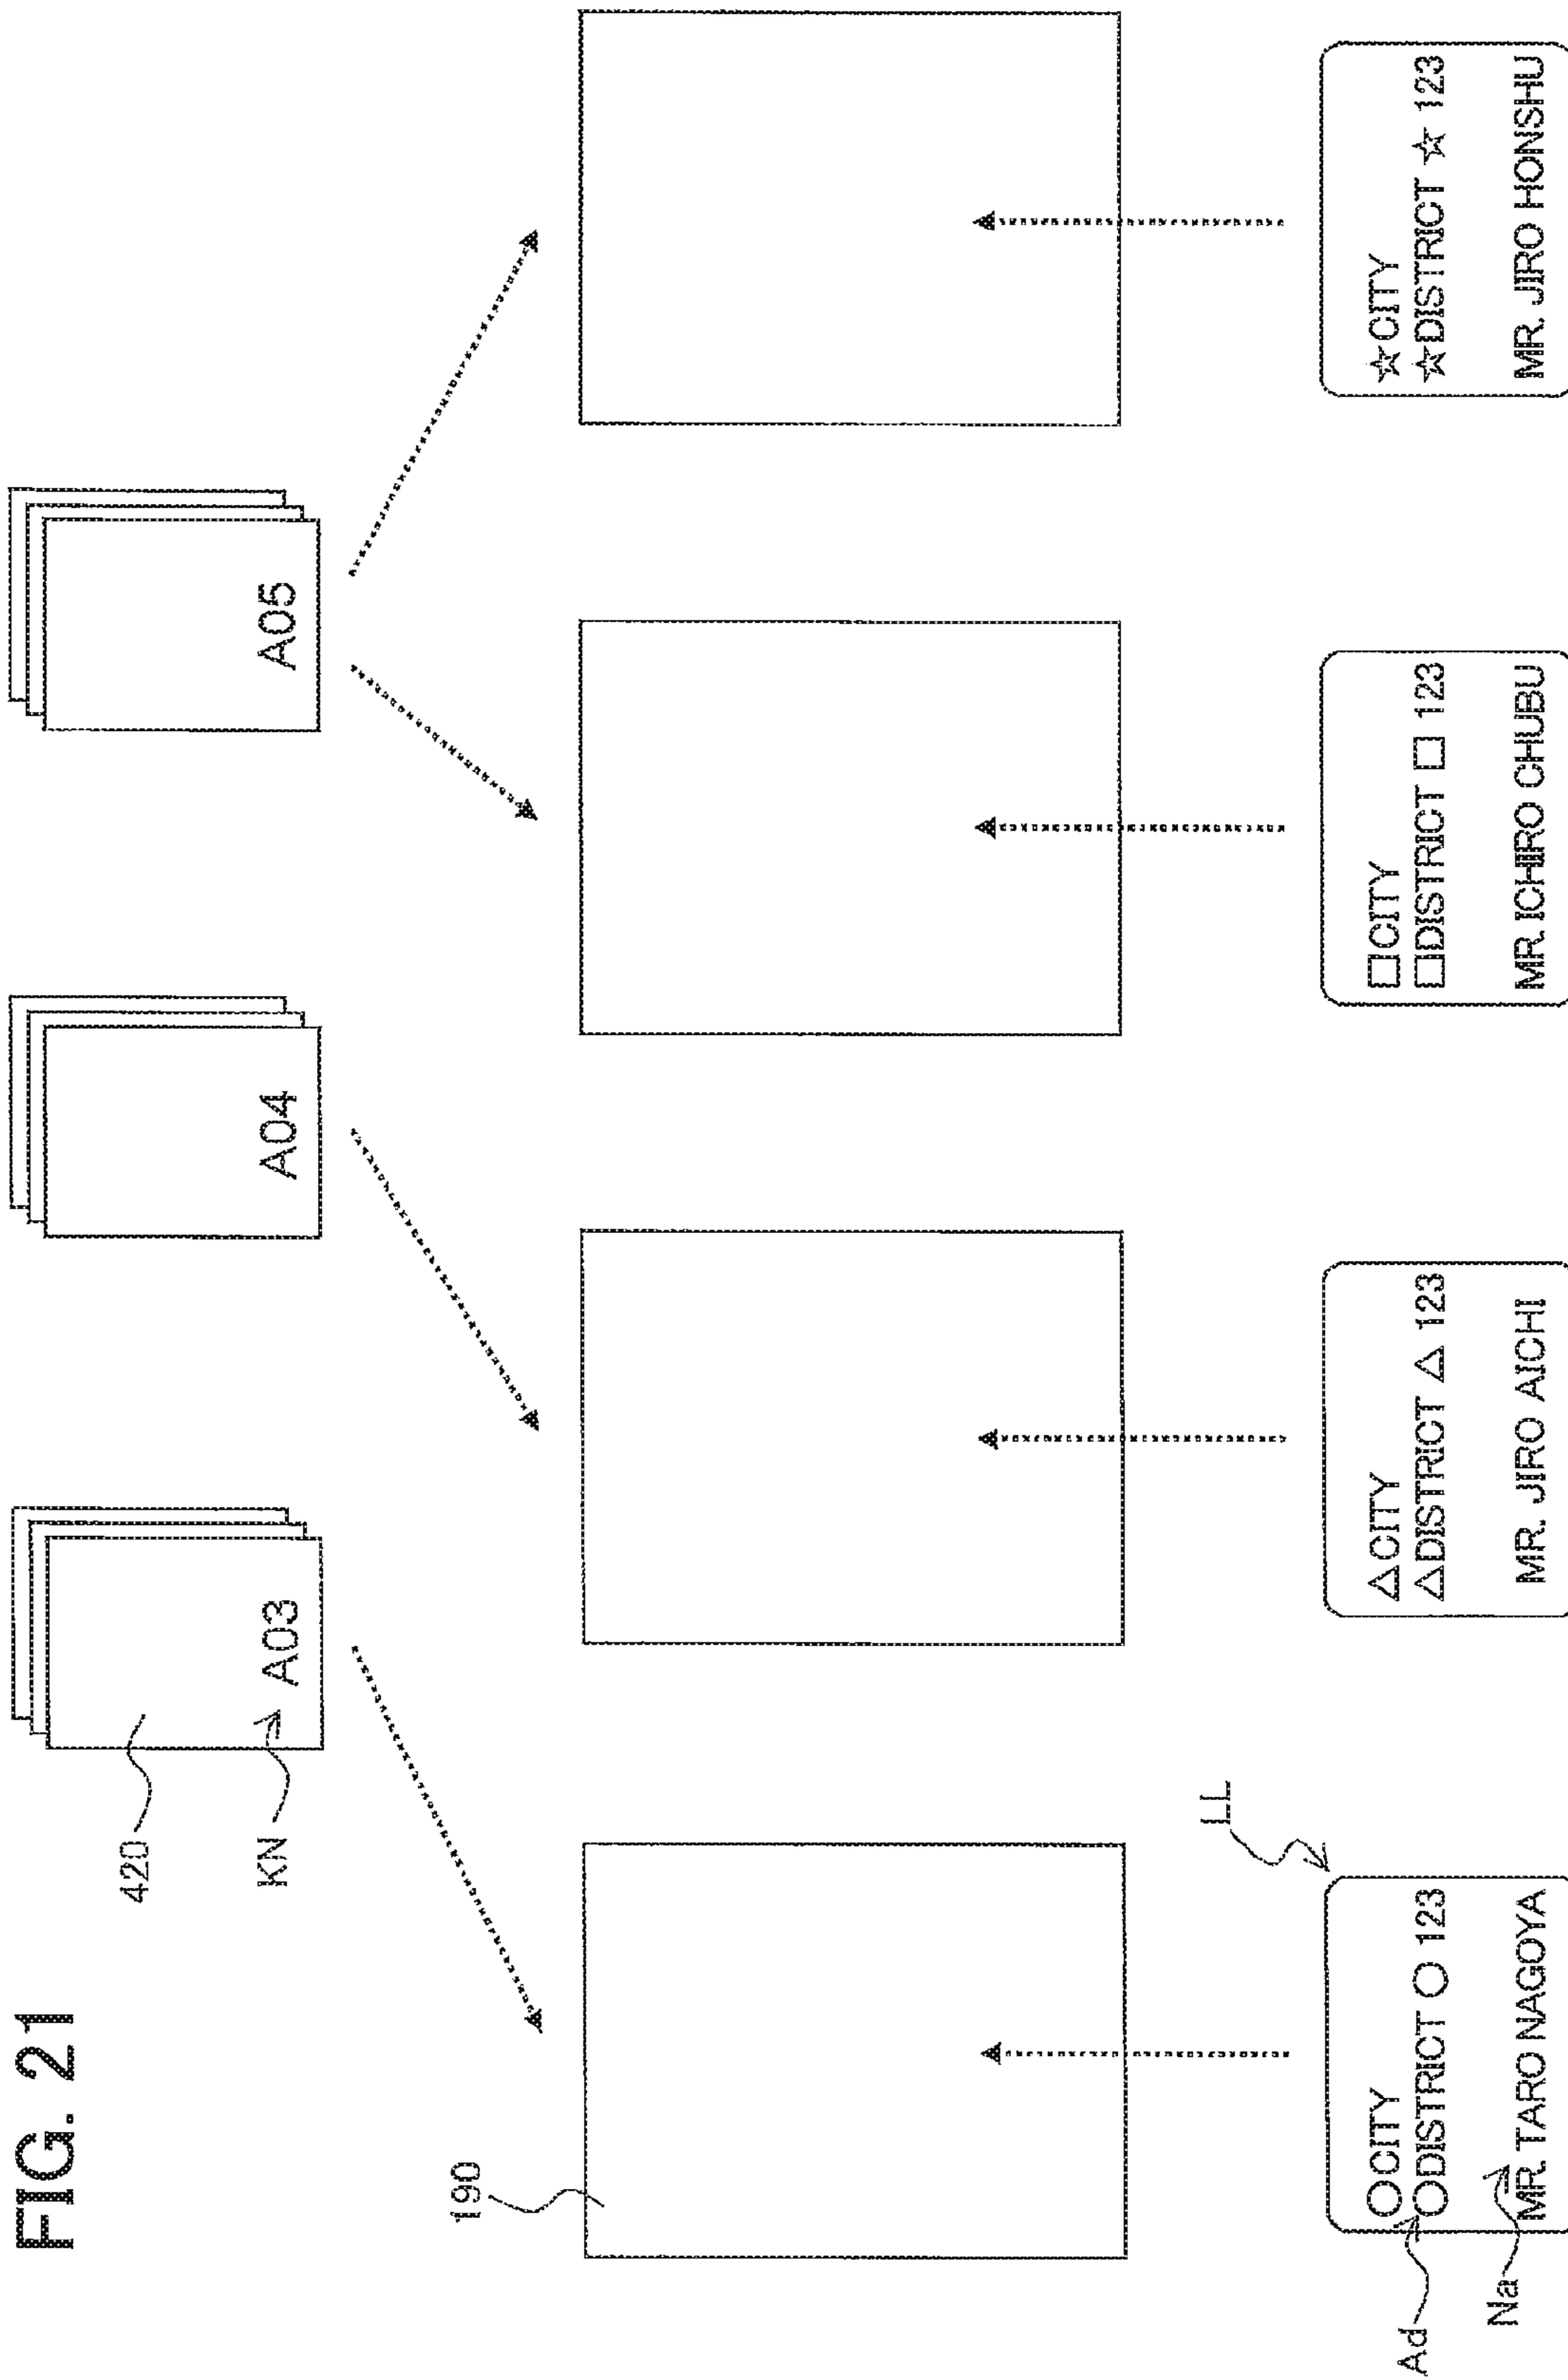 FIG. 21
420
KN
A03
A04
A05
190
LL
Ad
Na
○CITY
○DISTRICT ○ 123
MR. TARO NAGOYA
△CITY
△DISTRICT △ 123
MR. JIRO AICHI
□CITY
□DISTRICT □ 123
MR. ICHIRO CHUBU
☆CITY
☆DISTRICT ☆ 123
MR. JIRO HONSHU